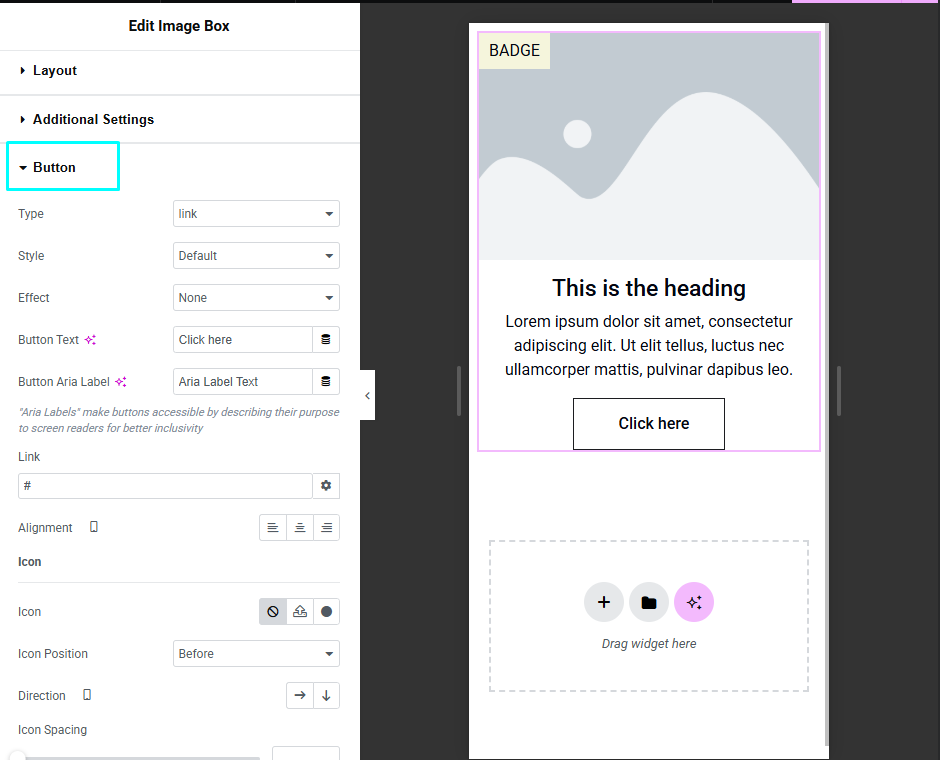 Edit Image Box
Layout
Additional Settings
Button
Type
link
Style
Default
Effect
None
Button Text
Click here
Button Aria Label
Aria Label Text
"Aria Labels" make buttons accessible by describing their purpose
to screen readers for better inclusivity
Link
#
Alignment
Icon
Icon
Icon Position
Before
Direction
Icon Spacing
BADGE
This is the heading
Lorem ipsum dolor sit amet, consectetur
adipiscing elit. Ut elit tellus, luctus nec
ullamcorper mattis, pulvinar dapibus leo.
Click here
Drag widget here